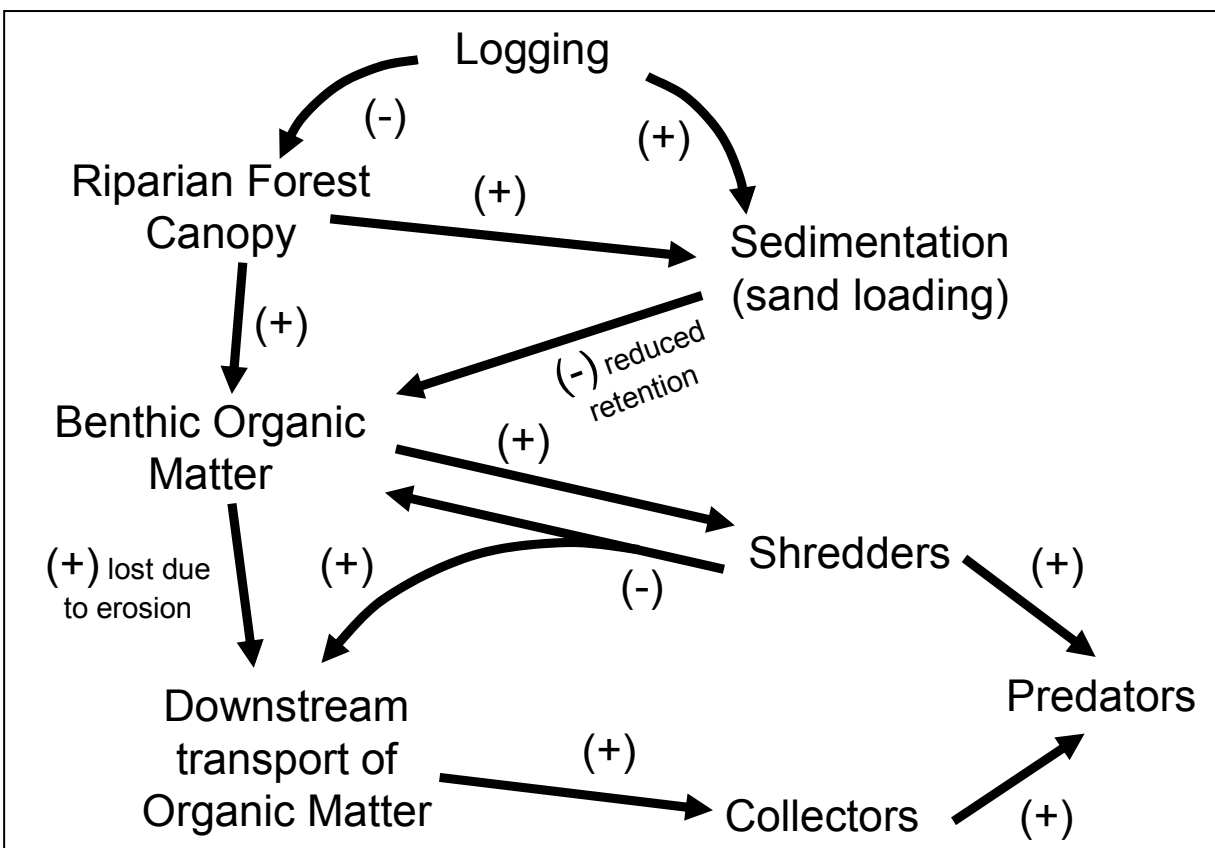 Logging
(-)
(+)
Riparian Forest
Canopy
(+)
Sedimentation
(sand loading)
(+)
(-) reduced
retention
Benthic Organic
Matter
(+)
(+) lost due
to erosion
(+)
(-)
Shredders
(+)
Predators
Downstream
transport of
Organic Matter
(+)
Collectors
(+)